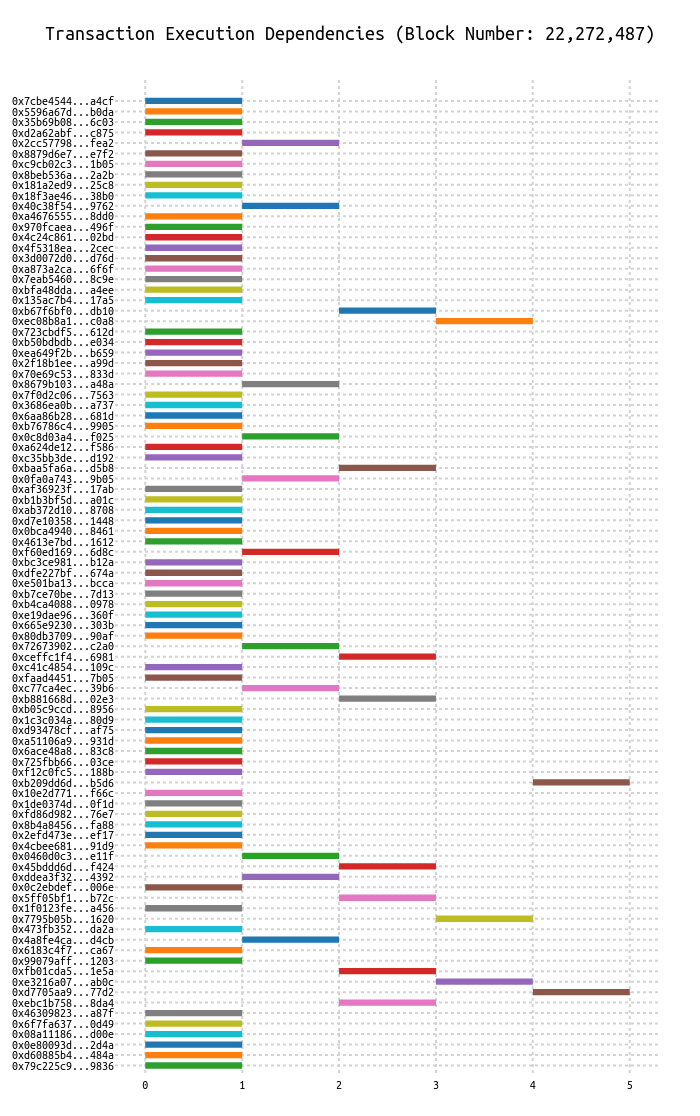 Transaction Execution Dependencies (Block Number: 22,272,487)
0x7cbe4544...a4cf
0x5596a67d...b0da
0x35b69b08...6c03
0xd2a62abf...c875
0x2cc57798...fea2
0x8879d6e7...e7f2
0xc9cb02c3...1b05
0x8beb536a...2a2b
0x181a2ed9...25c8
0x18f3ae46...38b0
0x40c38f54...9762
0xa4676555...8dd0
0x970fcaea...496f
0x4c24c861...02bd
0x4f5318ea...2cec
0x3d0072d0...d76d
0xa873a2ca...6f6f
0x7eab5460...8c9e
0xbfa48dda...a4ee
0x135ac7b4...17a5
0xb67f6bf0...db10
0xec08b8a1...c0a8
0x723cbdf5...612d
0xb50bdbdb...e034
0xea649f2b...b659
0x2f18b1ee...a99d
0x70e69c53...833d
0x8679b103...a48a
0x7f0d2c06...7563
0x3686ea0b...a737
0x6aa86b28...681d
0xb76786c4...9905
0x0c8d03a4...f025
0xa624de12...f586
0xc35bb3de...d192
0xbaa5fa6a...d5b8
0x0fa0a743...9b05
0xaf36923f...17ab
0xb1b3bf5d...a01c
0xab372d10...8708
0xd7e10358...1448
0x0bca4940...8461
0x4613e7bd...1612
0xf60ed169...6d8c
0xbc3ce981...b12a
0xdfe227bf...674a
0xe501ba13...bcca
0xb7ce70be...7d13
0xb4ca4088...0978
0xe19dae96...360f
0x665e9230...303b
0x80db3709...90af
0x72673902...c2a0
0xceffc1f4...6981
0xc41c4854...109c
0xfaad4451...7b05
0xc77ca4ec...39b6
0xb881668d...02e3
0xb05c9ccd...8956
0x1c3c034a...80d9
0xd93478cf...af75
0xa51106a9...931d
0x6ace48a8...83c8
0x725fbb66...03ce
0xf12c0fc5...188b
0xb209dd6d...b5d6
0x10e2d771...f66c
0x1de0374d...0f1d
0xfd86d982...76e7
0x8b4a8456...fa88
0x2efd473e...ef17
0x4cbee681...91d9
0x0460d0c3...e11f
0x45bddd6d...f424
0xddea3f32...4392
0x0c2ebdef...006e
0x5ff05bf1...b72c
0x1f0123fe...a456
0x7795b05b...1620
0x473fb352...da2a
0x4a8fe4ca...d4cb
0x6183c4f7...ca67
0x99079aff...1203
0xfb01cda5...1e5a
0xe3216a07...ab0c
0xd7705aa9...77d2
0xebc1b758...8da4
0x46309823...a87f
0x6f7fa637...0d49
0x08a11186...d00e
0x0e80093d...2d4a
0xd60885b4...484a
0x79c225c9...9836
0 1 2 3 4 5